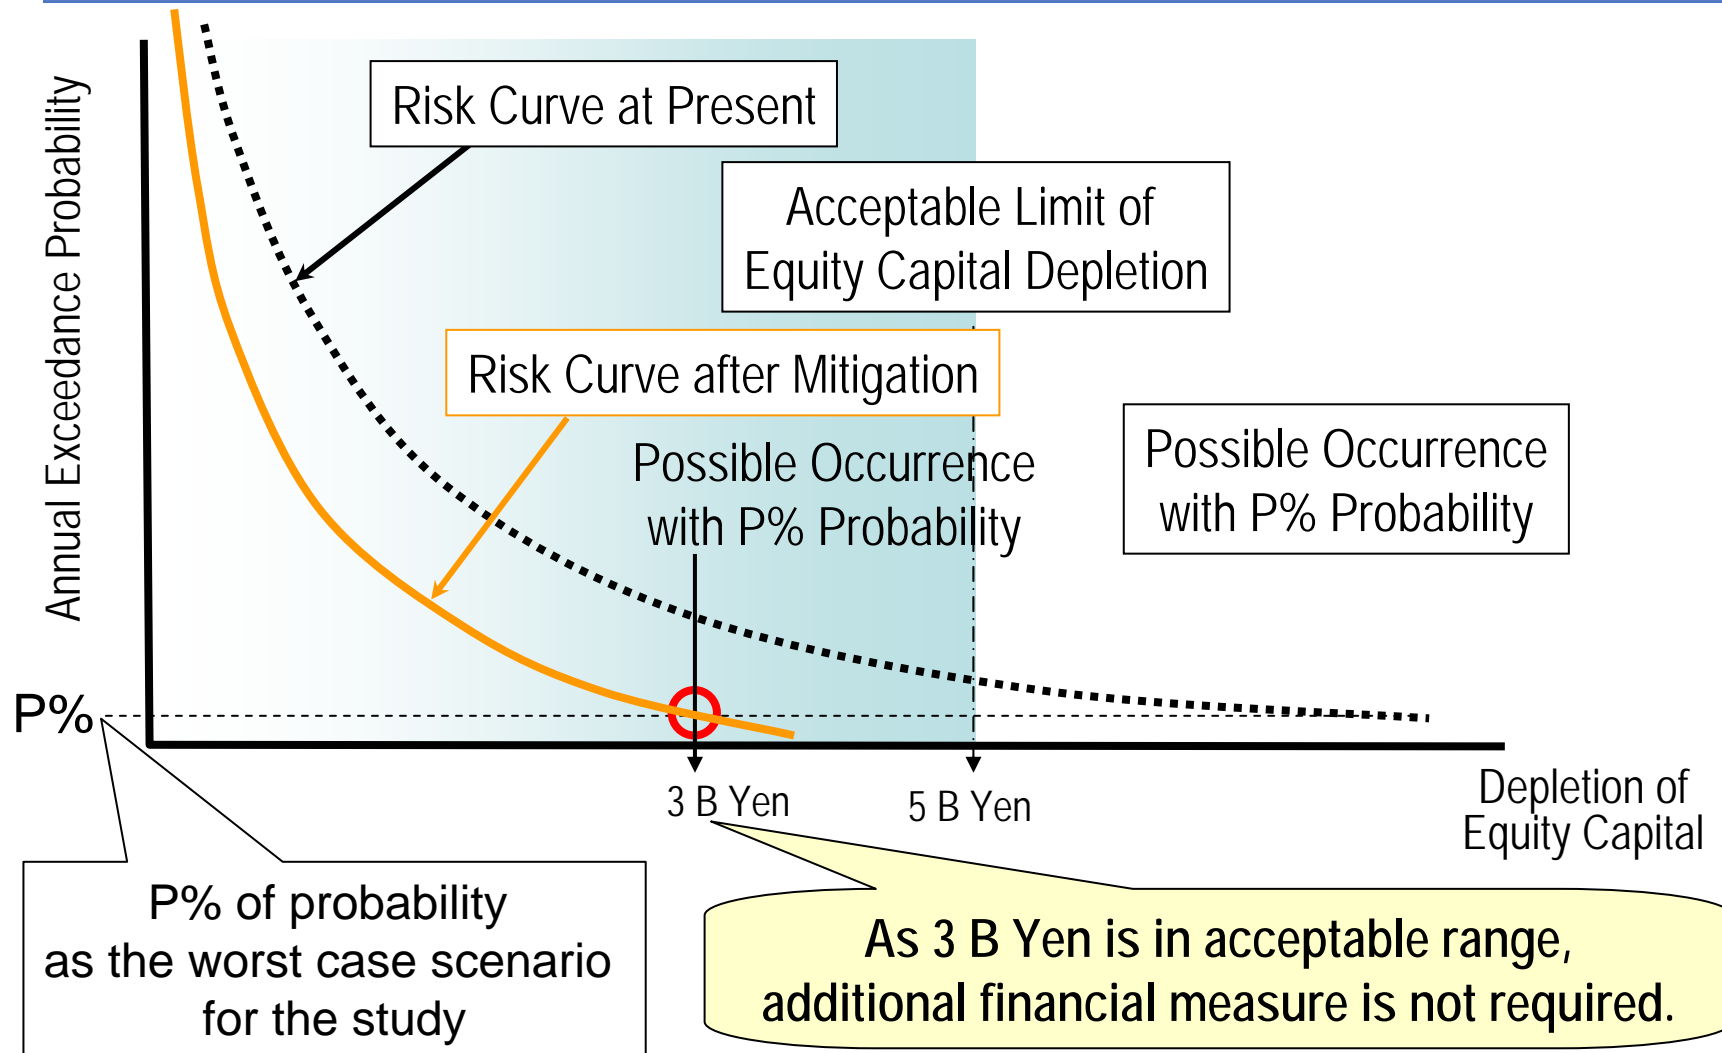 Annual Exceedance Probability
Risk Curve at Present
Acceptable Limit of
Equity Capital Depletion
Risk Curve after Mitigation
Possible Occurrence
with P% Probability
Possible Occurrence
with P% Probability
P%
3 B Yen
5 B Yen
Depletion of
Equity Capital
P% of probability
as the worst case scenario
for the study
As 3 B Yen is in acceptable range,
additional financial measure is not required.